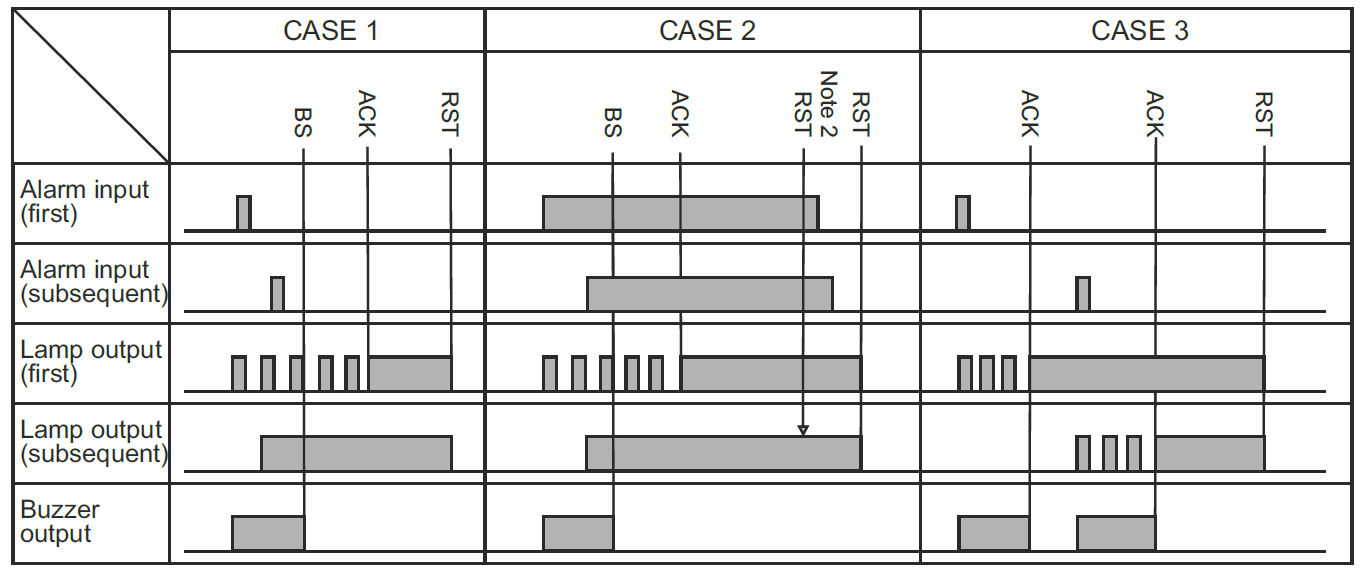 CASE 1
CASE 2
CASE 3
BS
ACK
RST
BS
ACK
RST
Note 2
RST
ACK
ACK
RST
Alarm input
(first)
Alarm input
(subsequent)
Lamp output
(first)
Lamp output
(subsequent)
Buzzer
output